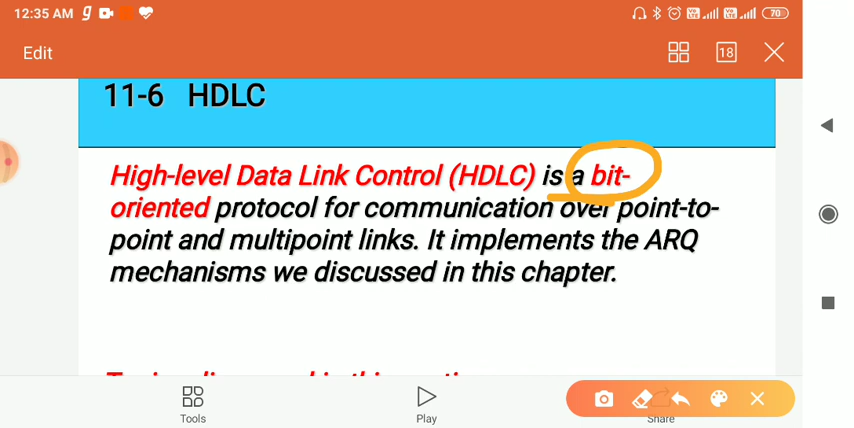 12:35 AM
70
Edit
18
11-6 HDLC
High-level Data Link Control (HDLC) is a bit-
oriented protocol for communication over point-to-
point and multipoint links. It implements the ARQ
mechanisms we discussed in this chapter.
Tools
Play
Share